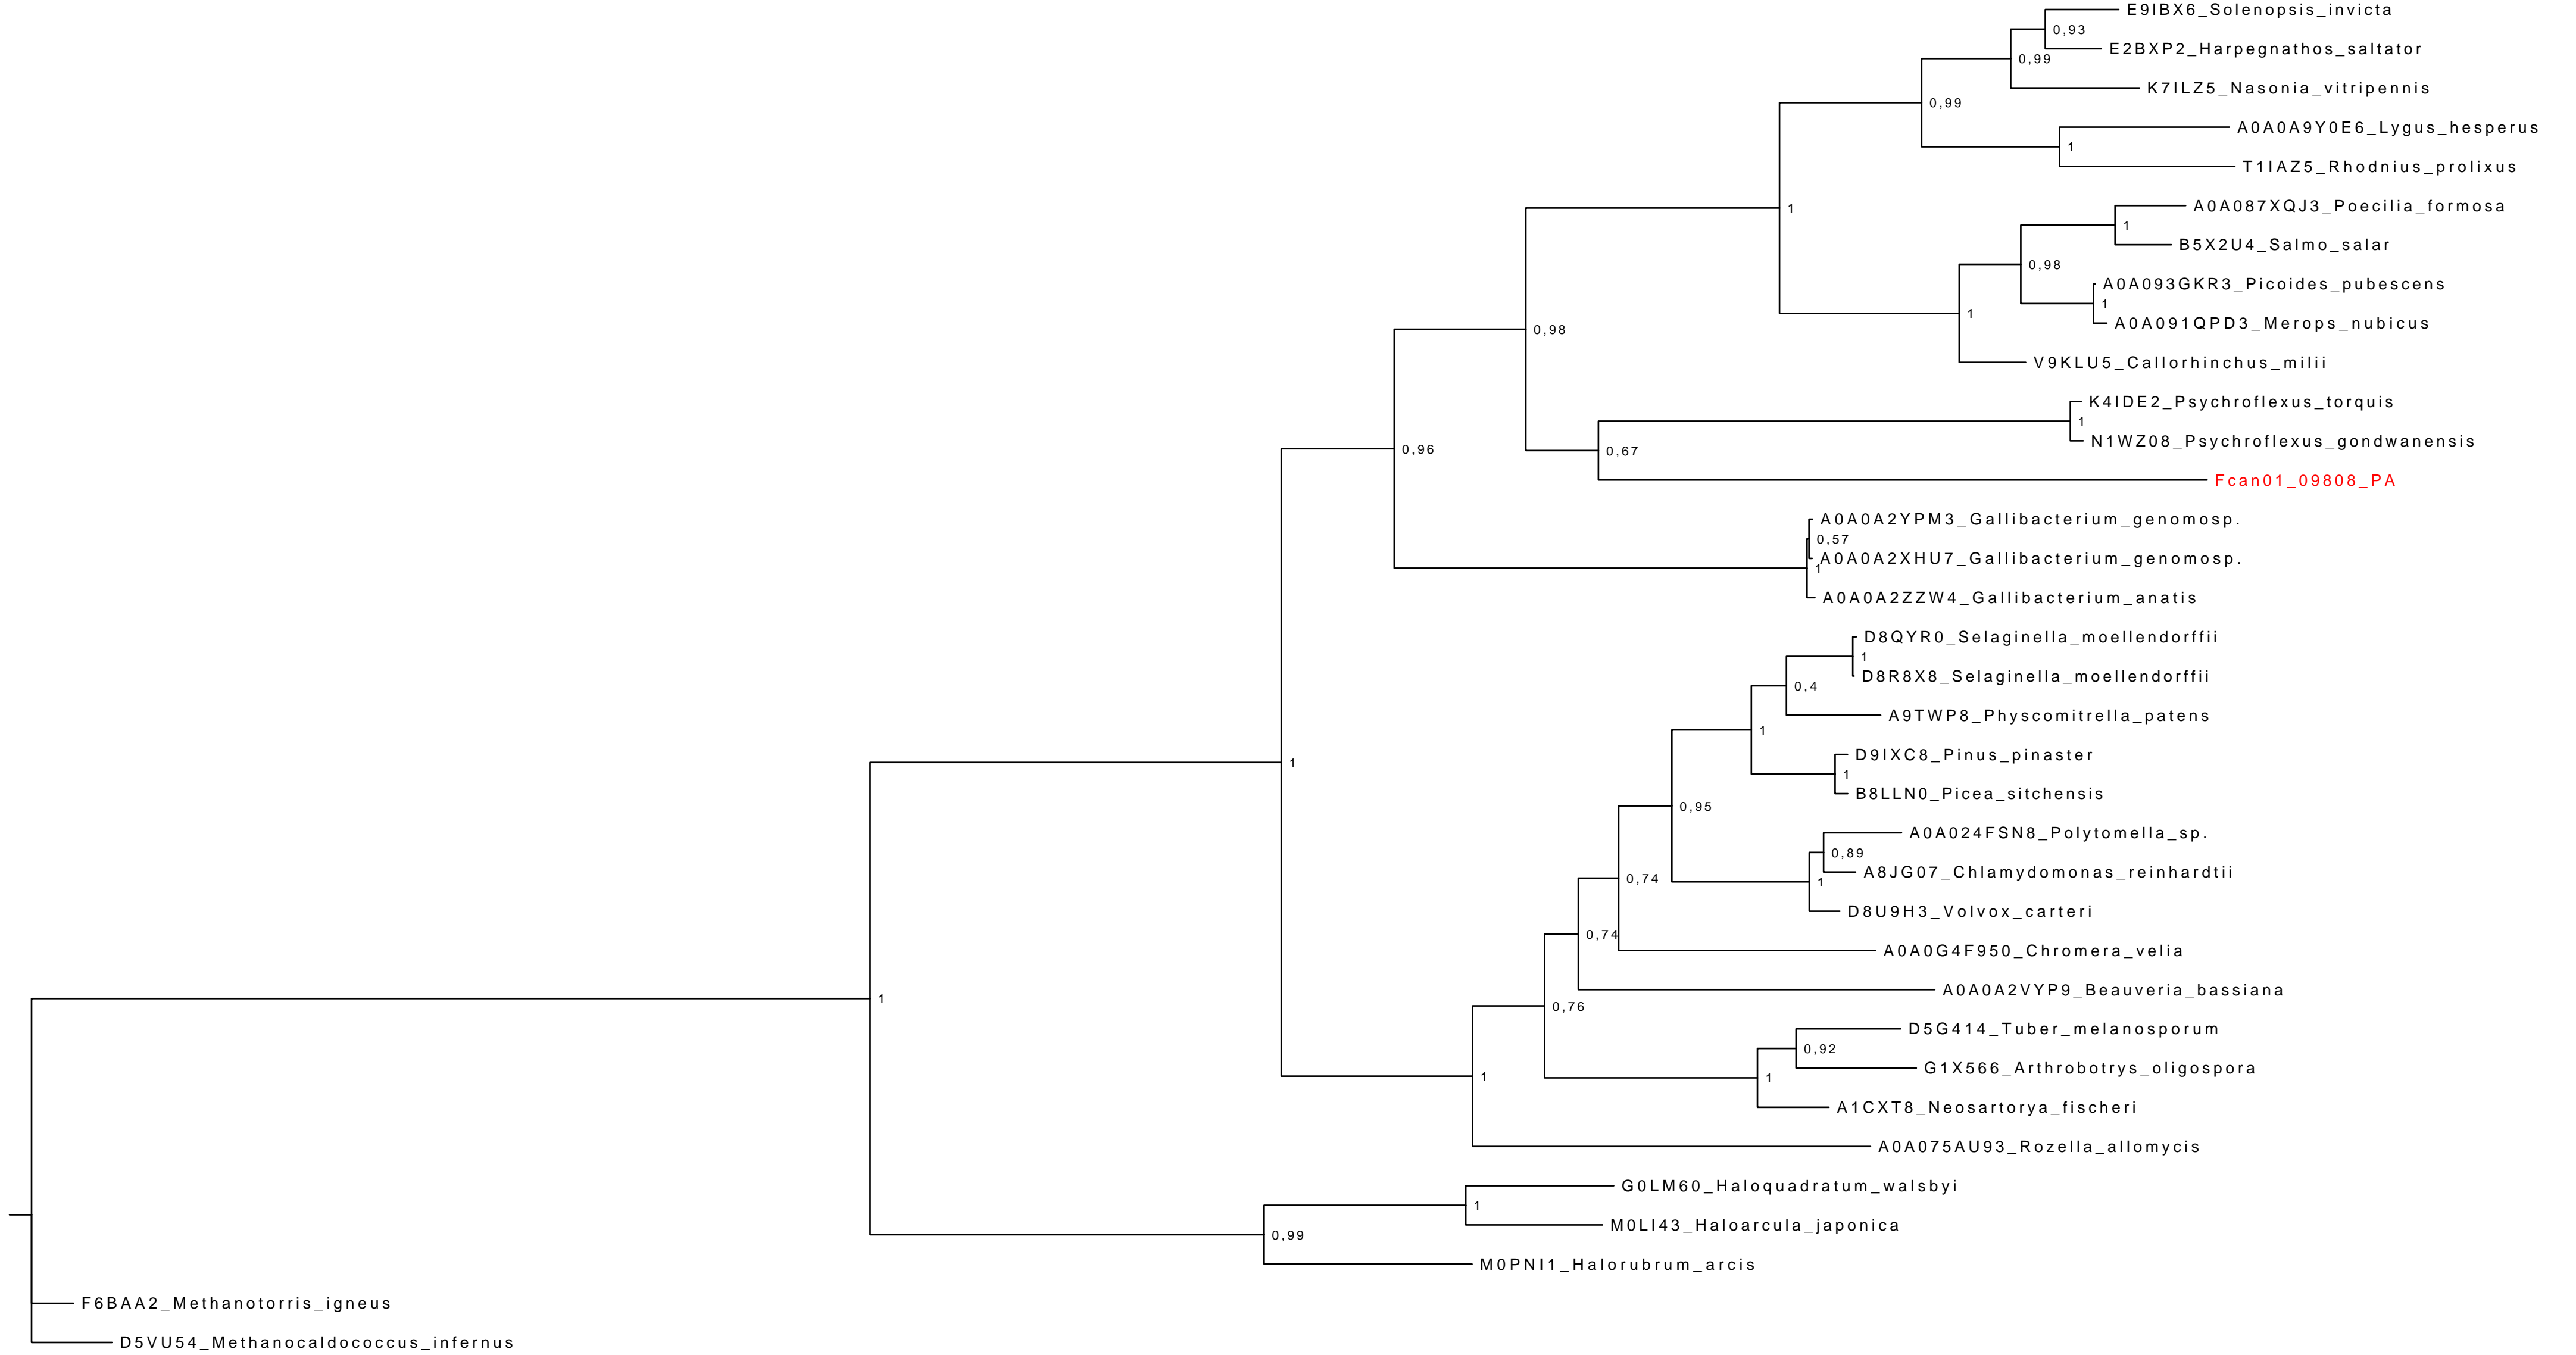 E9IBX6_Solenopsis_invicta
0,93
E2BXP2_Harpegnathos_saltator
0,99
K7ILZ5_Nasonia_vitripennis
0,99
A0A0A9Y0E6_Lygus_hesperus
1
T1IAZ5_Rhodnius_prolixus
A0A087XQJ3_Poecilia_formosa
1
1
B5X2U4_Salmo_salar
0,98
A0A093GKR3_Picoides_pubescens
1
1
A0A091QPD3_Merops_nubicus
0,98
V9KLU5_Callorhinchus_milii
K4IDE2_Psychroflexus_torquis
1
N1WZ08_Psychroflexus_gondwanensis
0,96
0,67
Fcan01_09808_PA
A0A0A2YPM3_Gallibacterium_genomosp.
0,57
A0A0A2XHU7_Gallibacterium_genomosp.
1
A0A0A2ZZW4_Gallibacterium_anatis
D8QYR0_Selaginella_moellendorffii
1
D8R8X8_Selaginella_moellendorffii
0,4
A9TWP8_Physcomitrella_patens
1
D9IXC8_Pinus_pinaster
1
1
B8LLN0_Picea_sitchensis
0,95
A0A024FSN8_Polytomella_sp.
0,89
A8JG07_Chlamydomonas_reinhardtii
0,74
1
D8U9H3_Volvox_carteri
0,74
A0A0G4F950_Chromera_velia
A0A0A2VYP9_Beauveria_bassiana
1
0,76
D5G414_Tuber_melanosporum
0,92
G1X566_Arthrobotrys_oligospora
1
1
A1CXT8_Neosartorya_fischeri
A0A075AU93_Rozella_allomycis
G0LM60_Haloquadratum_walsbyi
1
M0LI43_Haloarcula_japonica
0,99
M0PNI1_Halorubrum_arcis
F6BAA2_Methanotorris_igneus
D5VU54_Methanocaldococcus_infernus